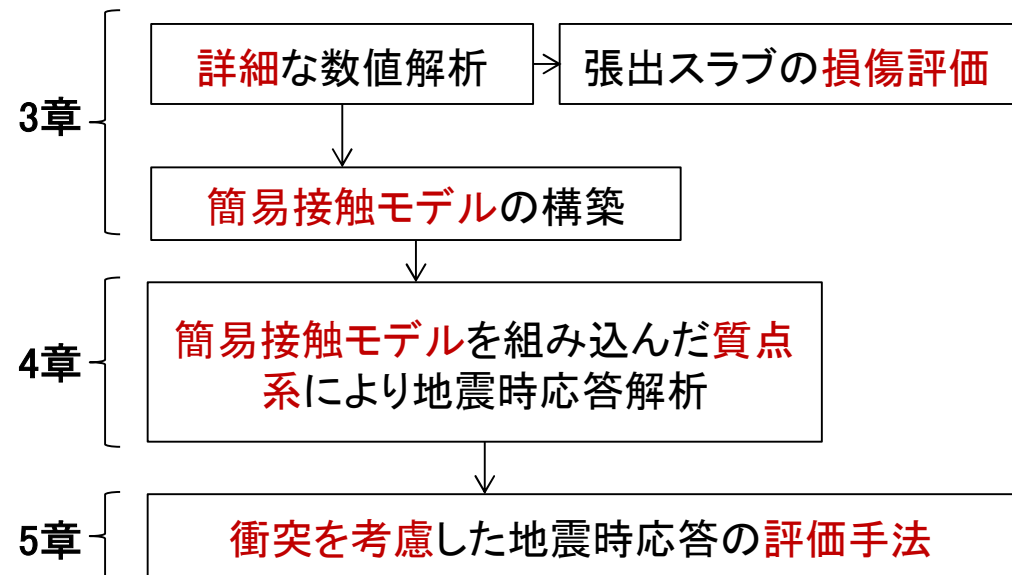 3章
詳細な数値解析
張出スラブの損傷評価
簡易接触モデルの構築
4章
簡易接触モデルを組み込んだ質点
系により地震時応答解析
5章
衝突を考慮した地震時応答の評価手法